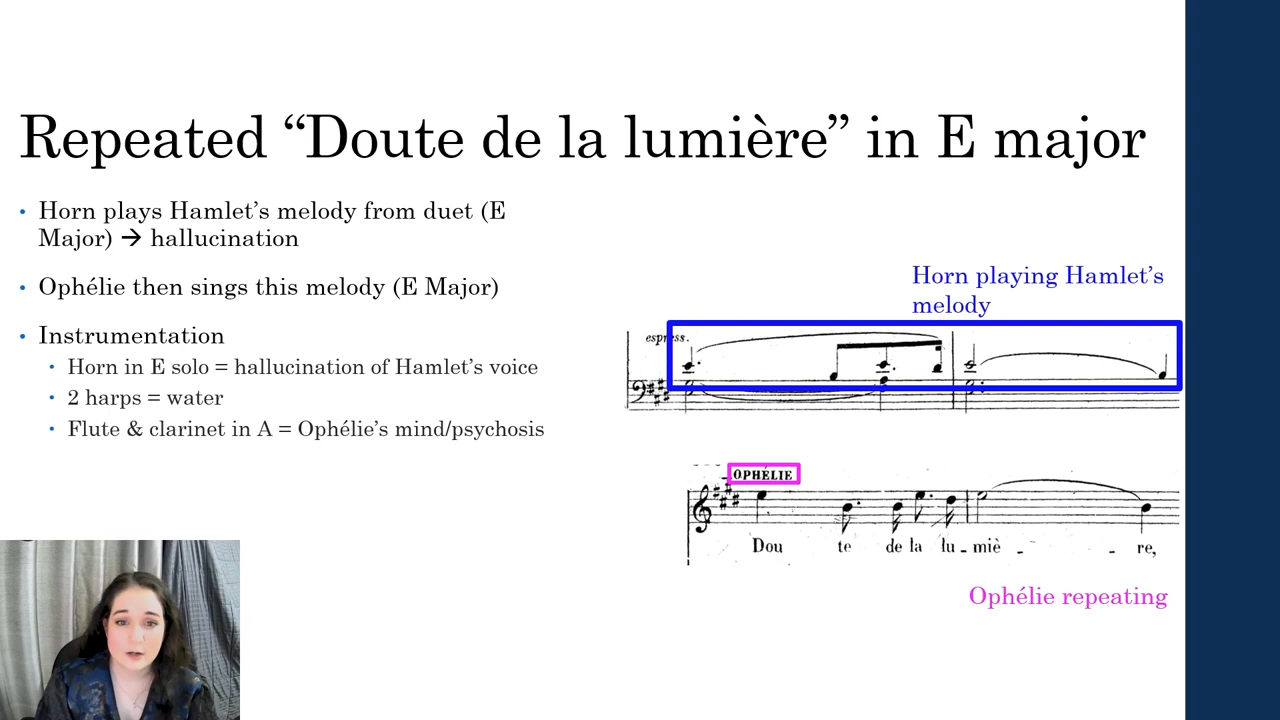 Repeated “Doute de la lumière” in E major
• Horn plays Hamlet’s melody from duet (E
Major) → hallucination
• Ophélie then sings this melody (E Major)
• Instrumentation
• Horn in E solo = hallucination of Hamlet’s voice
• 2 harps = water
• Flute & clarinet in A = Ophélie’s mind/psychosis
Horn playing Hamlet’s
melody
espress.
OPHÉLIE
Dou te de la lu - miè - - re,
Ophélie repeating